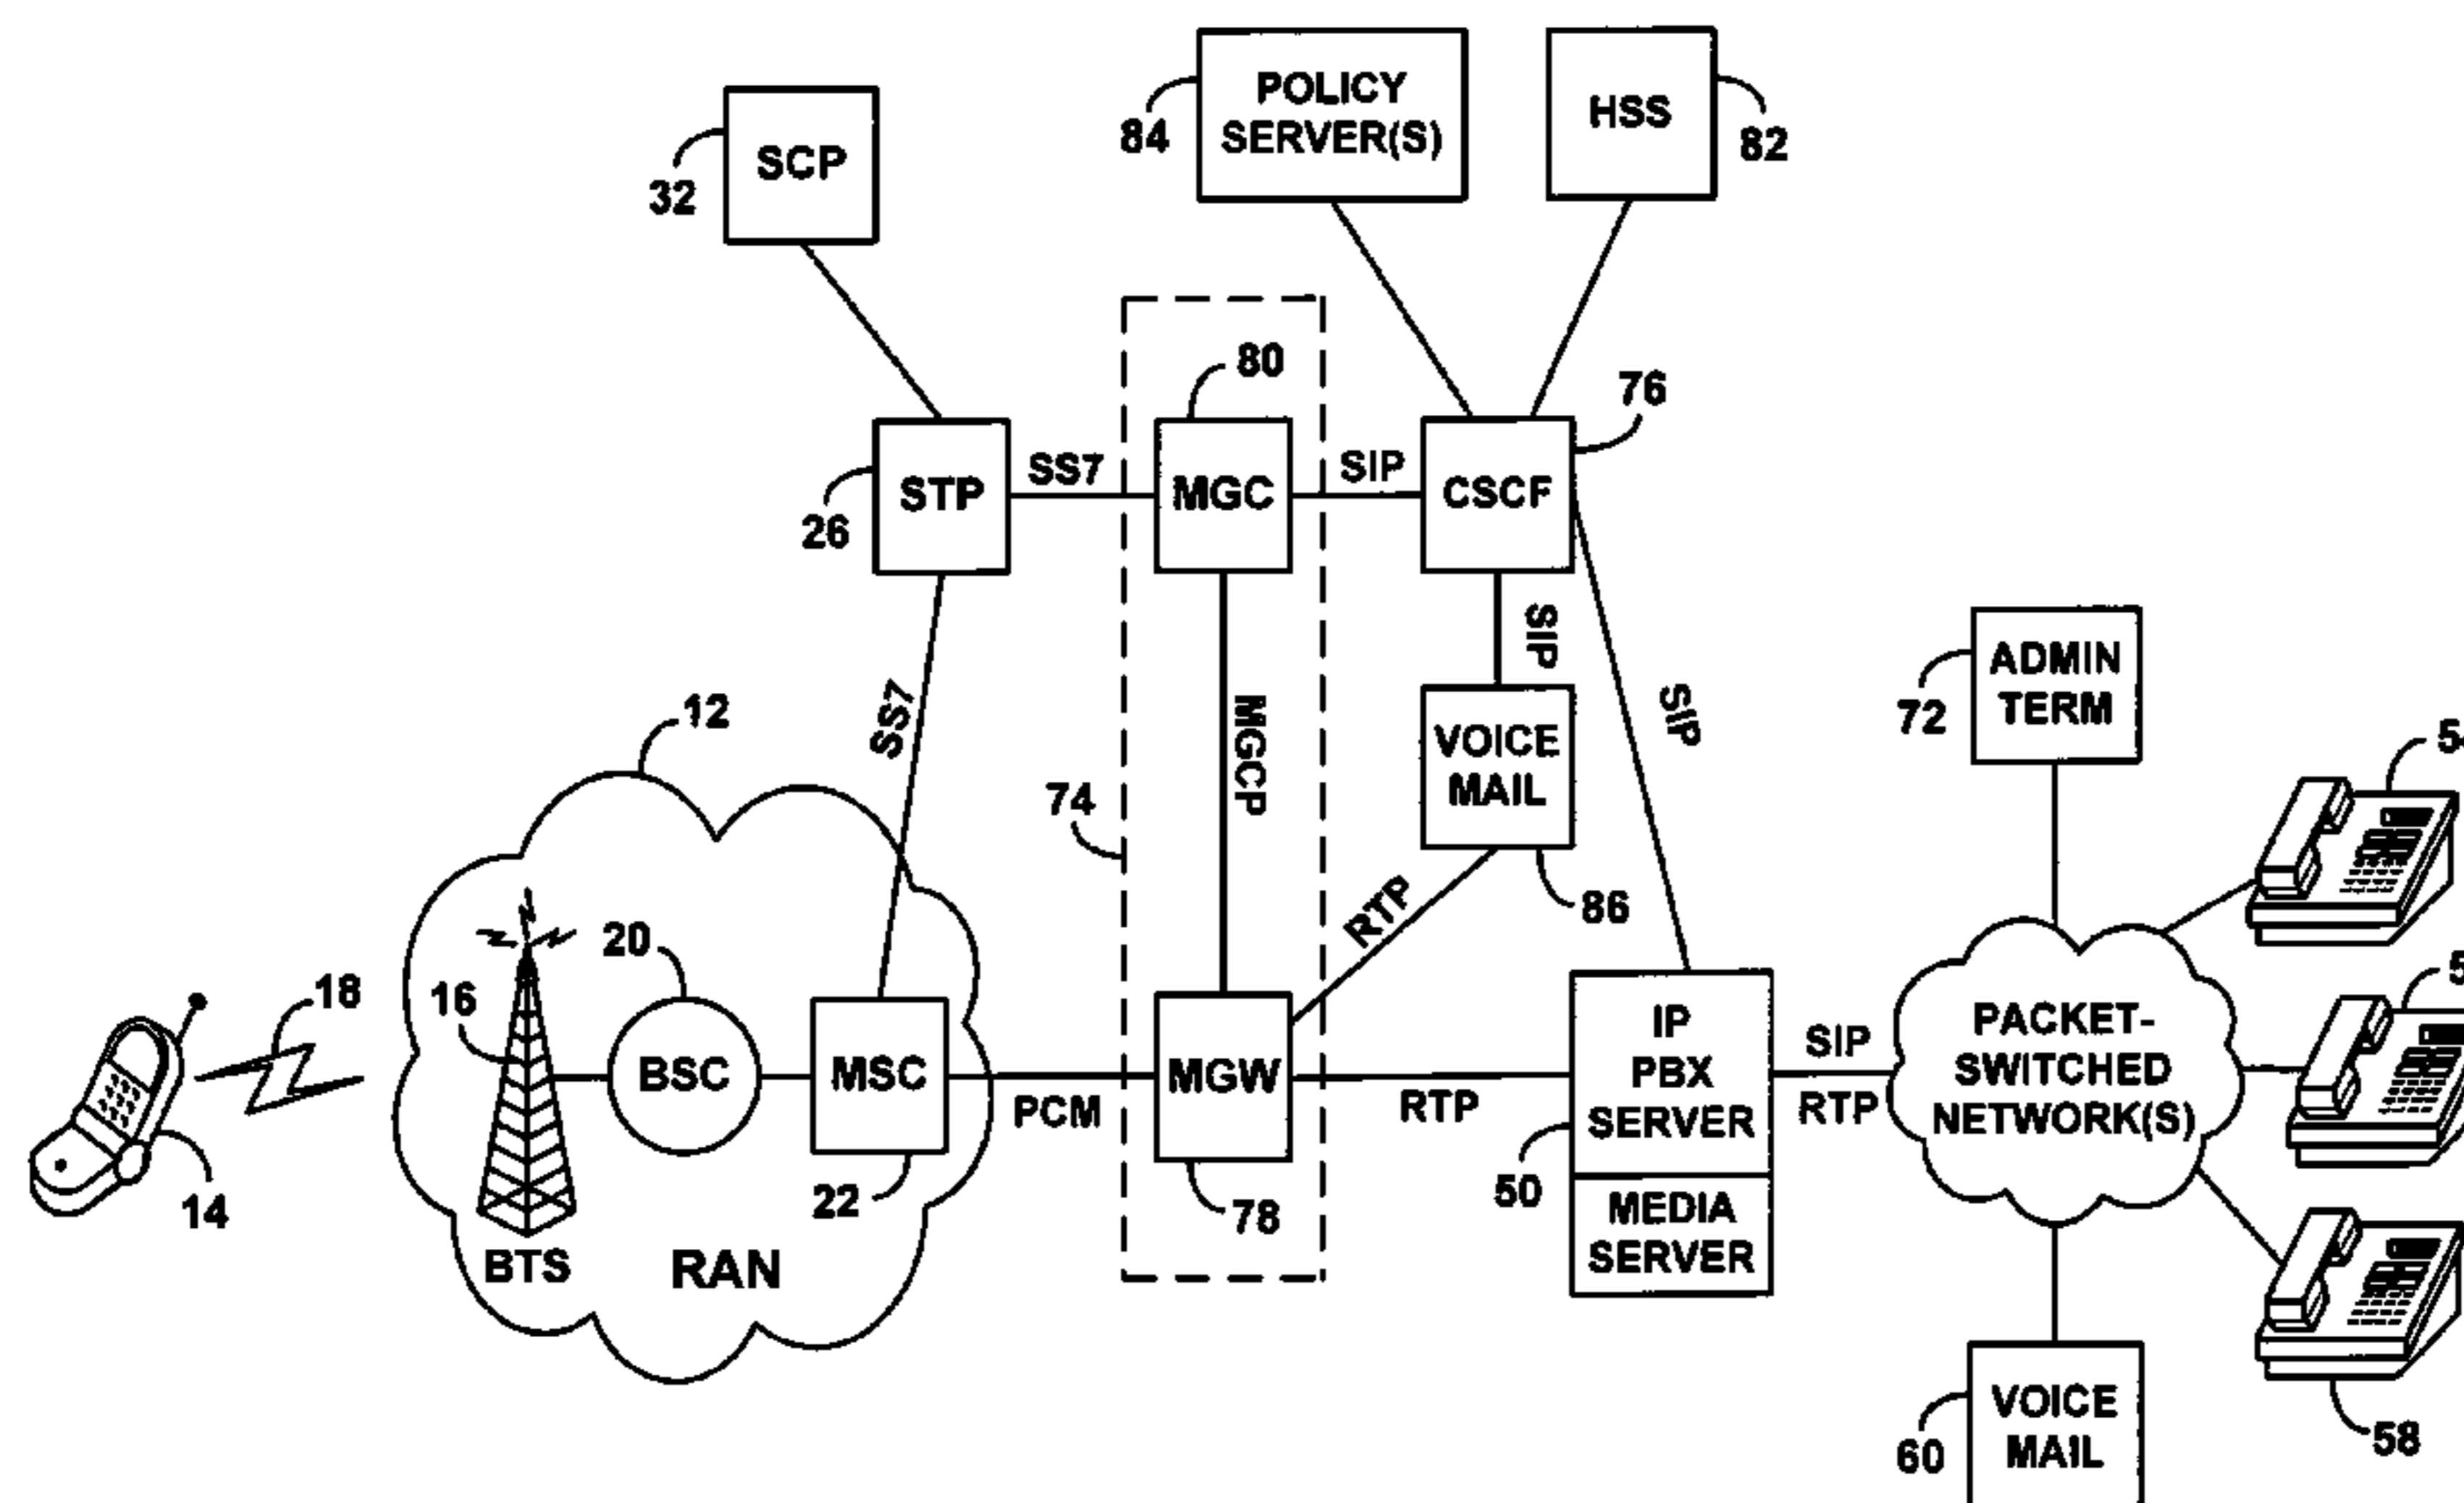 POLICY
SERVER(S)
84
HSS
82
SCP
32
80
76
STP
26
SS7
MGC
SIP
CSCF
SIP
SIP
MGCP
SS7
12
74
VOICE
MAIL
86
RTP
ADMIN
TERM
72
18
14
16
20
BSC
MSC
22
BTS
RAN
PCM
MGW
78
RTP
IP
PBX
SERVER
50
MEDIA
SERVER
SIP
RTP
PACKET-
SWITCHED
NETWORK(S)
58
VOICE
MAIL
60